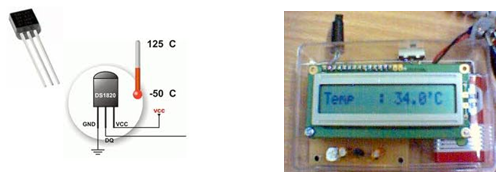 125 C
-50 C
DS1820
vcc
GND
VCC
DQ
Temp : 34.0°C